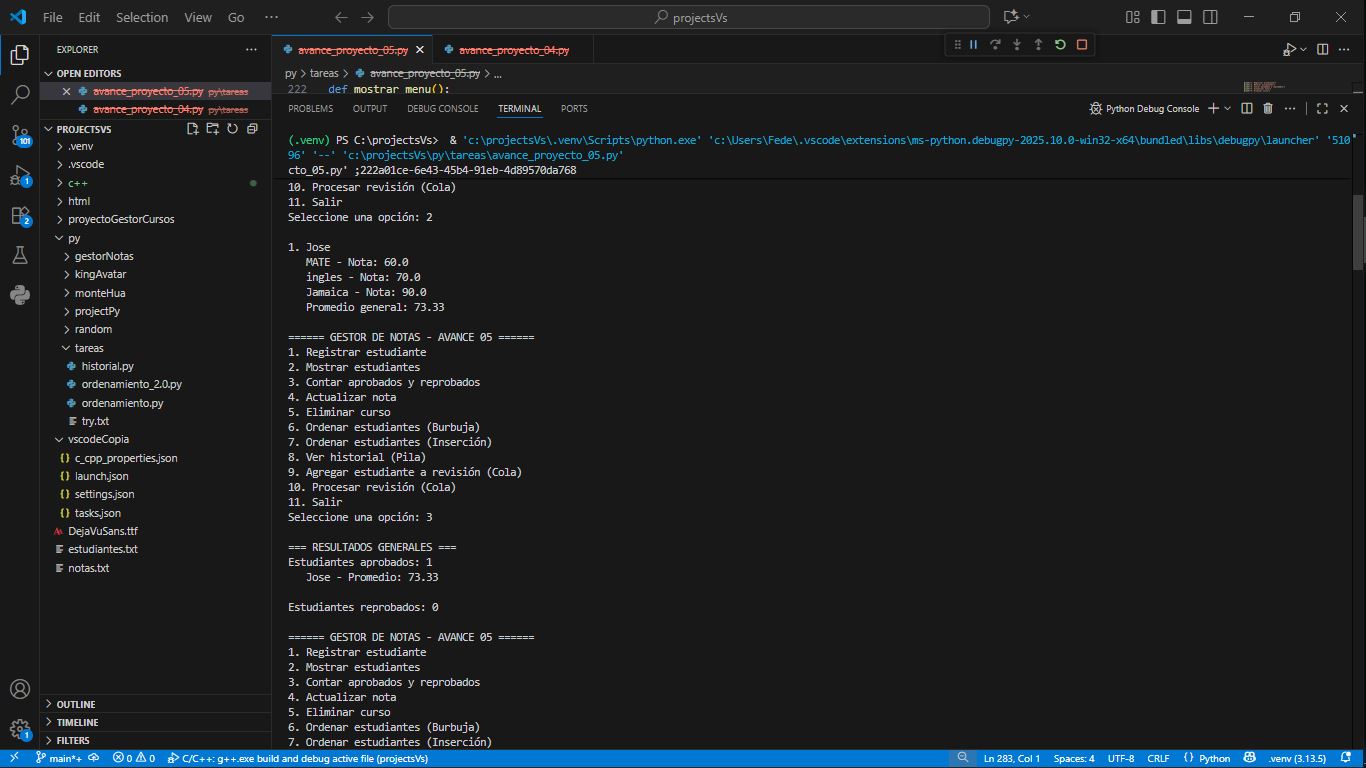 File Edit Selection View Go ··· projectsVs
EXPLORER ···
OPEN EDITORS
avance_proyecto_05.py py\tareas
avance_proyecto_04.py py\tareas
PROJECTSVS
.venv
.vscode
c++
html
proyectoGestorCursos
py
gestorNotas
kingAvatar
monteHua
projectPy
random
tareas
historial.py
ordenamiento_2.0.py
ordenamiento.py
try.txt
vscodeCopia
c_cpp_properties.json
launch.json
settings.json
tasks.json
DejaVuSans.ttf
estudiantes.txt
notas.txt
OUTLINE
TIMELINE
FILTERS
101
1
2
1
avance_proyecto_05.py avance_proyecto_04.py
py > tareas > avance_proyecto_05.py > ...
222 def mostrar_menu():
PROBLEMS OUTPUT DEBUG CONSOLE TERMINAL PORTS Python Debug Console
(.venv) PS C:\projectsVs> & 'c:\projectsVs\.venv\Scripts\python.exe' 'c:\Users\Fede\.vscode\extensions\ms-python.debugpy-2025.10.0-win32-x64\bundled\libs\debugpy\launcher' '510
96' '--' 'c:\projectsVs\py\tareas\avance_proyecto_05.py'
cto_05.py' ;222a01ce-6e43-45b4-91eb-4d89570da768
10. Procesar revisión (Cola)
11. Salir
Seleccione una opción: 2
1. Jose
MATE - Nota: 60.0
ingles - Nota: 70.0
Jamaica - Nota: 90.0
Promedio general: 73.33
====== GESTOR DE NOTAS - AVANCE 05 ======
1. Registrar estudiante
2. Mostrar estudiantes
3. Contar aprobados y reprobados
4. Actualizar nota
5. Eliminar curso
6. Ordenar estudiantes (Burbuja)
7. Ordenar estudiantes (Inserción)
8. Ver historial (Pila)
9. Agregar estudiante a revisión (Cola)
10. Procesar revisión (Cola)
11. Salir
Seleccione una opción: 3
=== RESULTADOS GENERALES ===
Estudiantes aprobados: 1
Jose - Promedio: 73.33
Estudiantes reprobados: 0
====== GESTOR DE NOTAS - AVANCE 05 ======
1. Registrar estudiante
2. Mostrar estudiantes
3. Contar aprobados y reprobados
4. Actualizar nota
5. Eliminar curso
6. Ordenar estudiantes (Burbuja)
7. Ordenar estudiantes (Inserción)
main*+ 0 0 C/C++: g++.exe build and debug active file (projectsVs) Ln 283, Col 1 Spaces: 4 UTF-8 CRLF {} Python .venv (3.13.5)